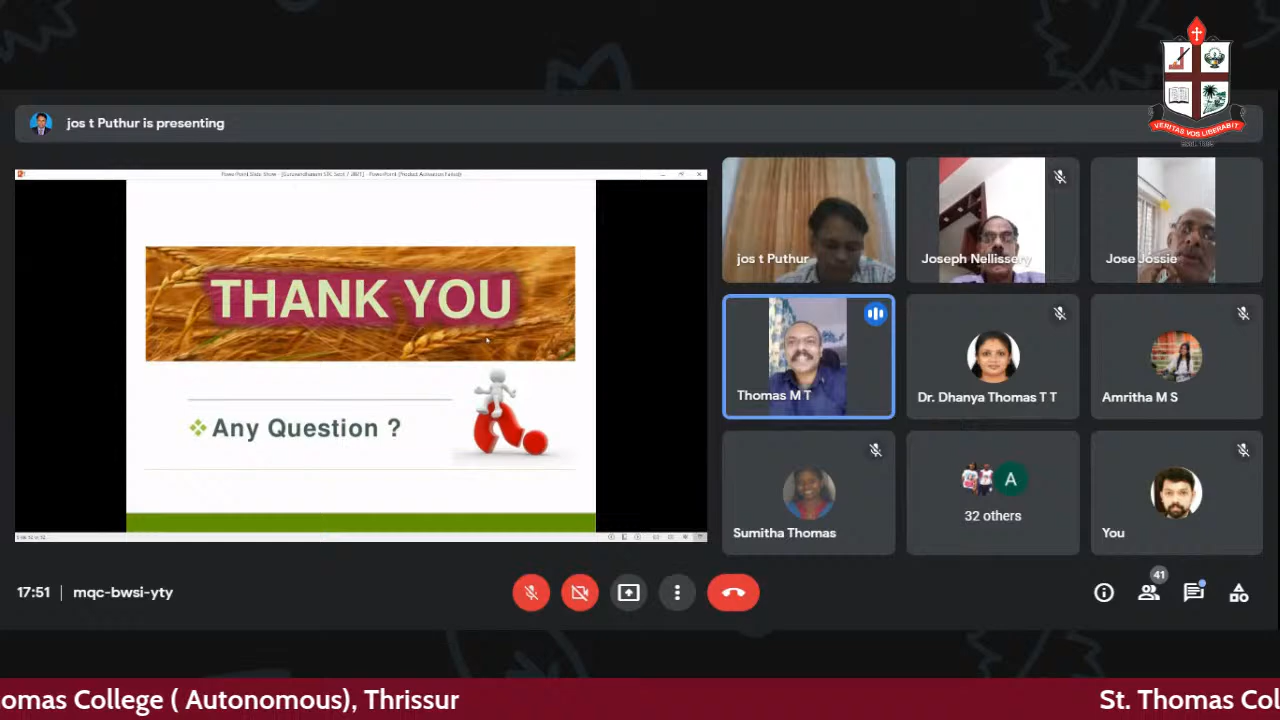 VERITAS VOS LIBERABIT
jos t Puthur is presenting
THANK YOU
Any Question ?
jos t Puthur
Joseph Nellissery
Jose Jossie
Thomas M T
Dr. Dhanya Thomas T T
Amritha M S
Sumitha Thomas
A
32 others
You
17:51 | mqc-bwsi-yty
41
omas College ( Autonomous), Thrissur
St. Thomas Col